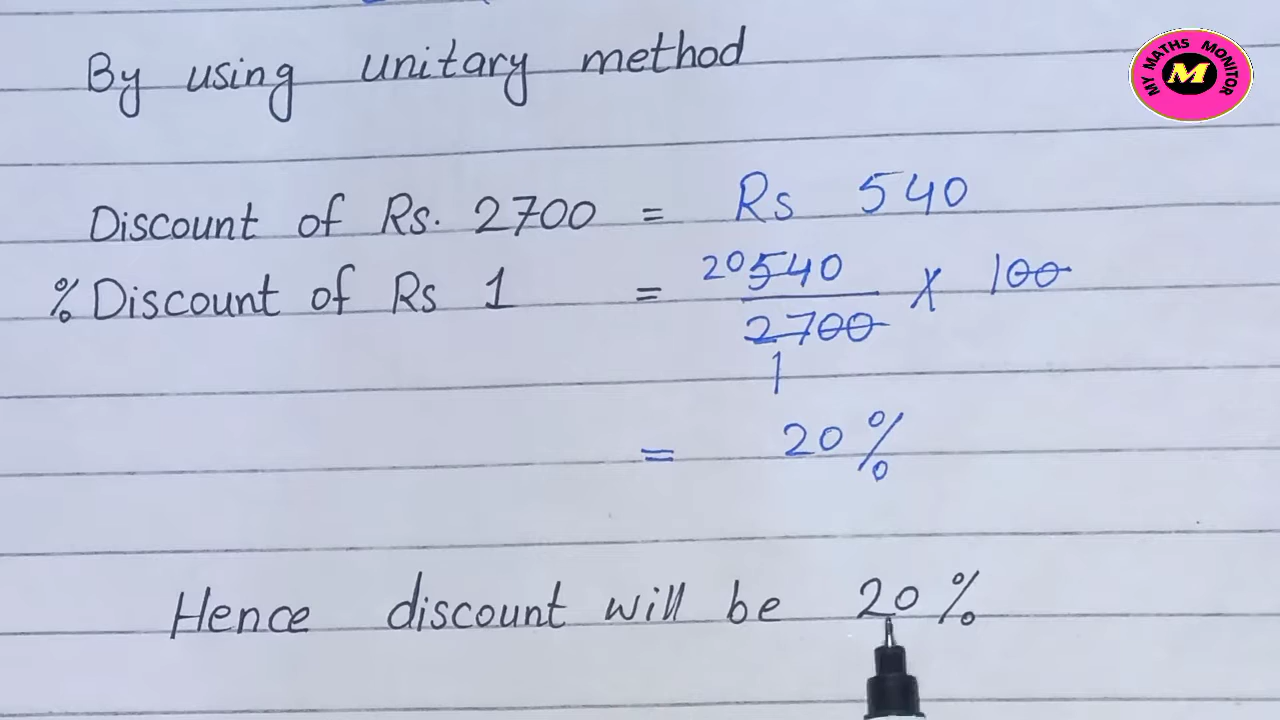 By using unitary method
MY MATHS MONITOR
M
Discount of Rs. 2700 = Rs 540
% Discount of Rs 1 = 20 540 / 2700 x 100
1
= 20 %
Hence discount will be 20 %